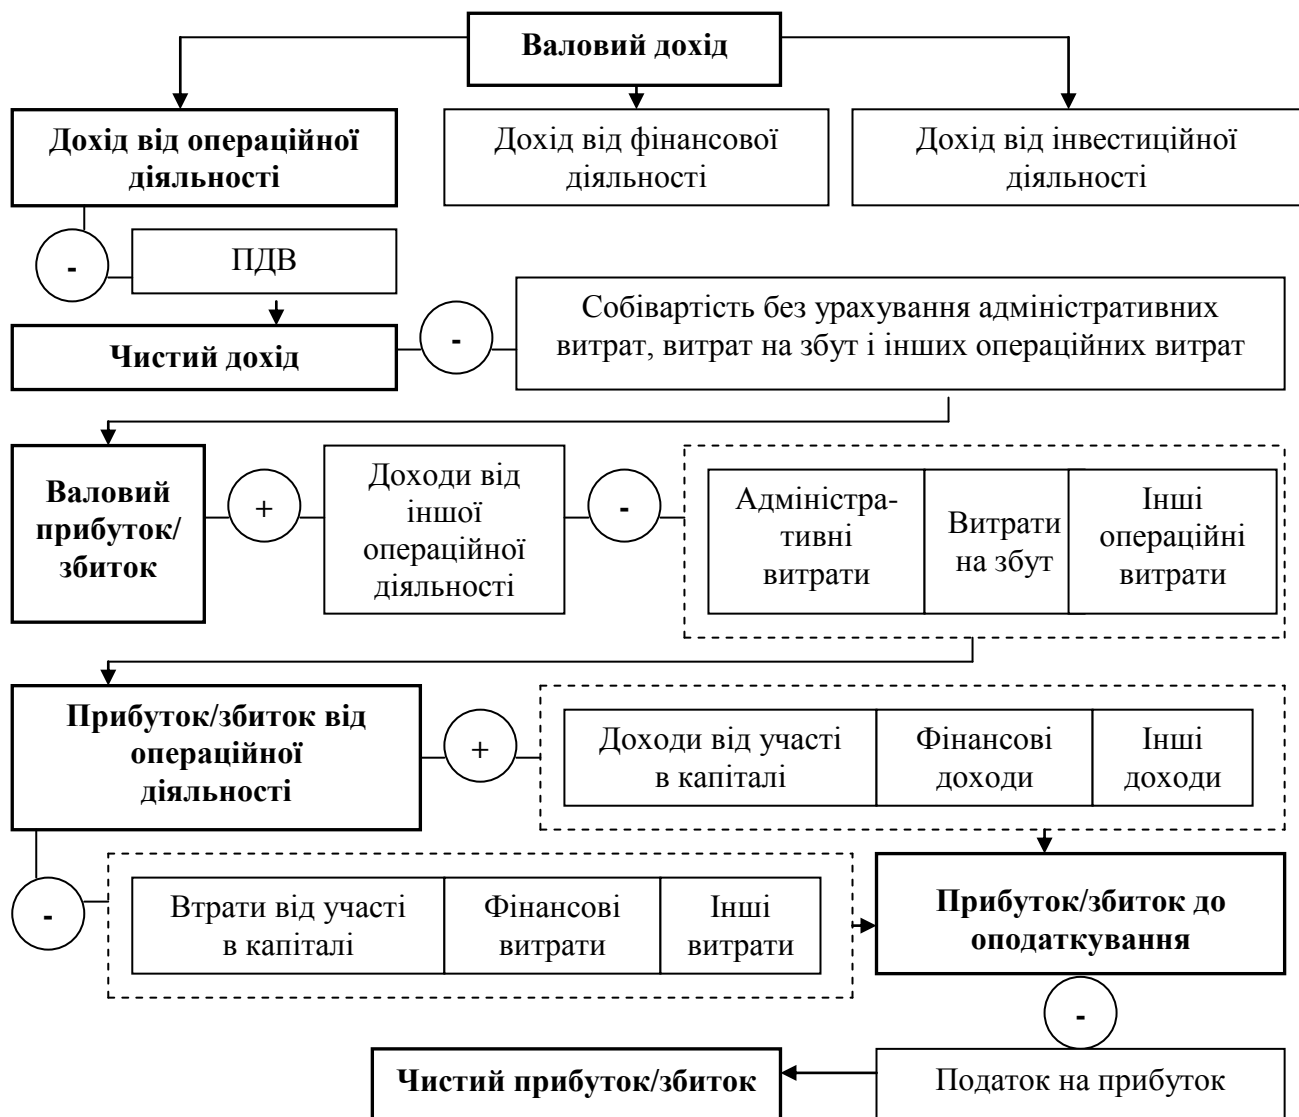 Валовий дохід
Дохід від операційної
діяльності
Дохід від фінансової
діяльності
Дохід від інвестиційної
діяльності
-
ПДВ
Чистий дохід
-
Собівартість без урахування адміністративних
витрат, витрат на збут і інших операційних витрат
Валовий
прибуток/
збиток
+
Доходи від
іншої
операційної
діяльності
-
Адміністра-
тивні
витрати
Витрати
на збут
Інші
операційні
витрати
Прибуток/збиток від
операційної
діяльності
+
Доходи від участі
в капіталі
Фінансові
доходи
Інші
доходи
-
Втрати від участі
в капіталі
Фінансові
витрати
Інші
витрати
Прибуток/збиток до
оподаткування
-
Чистий прибуток/збиток
Податок на прибуток